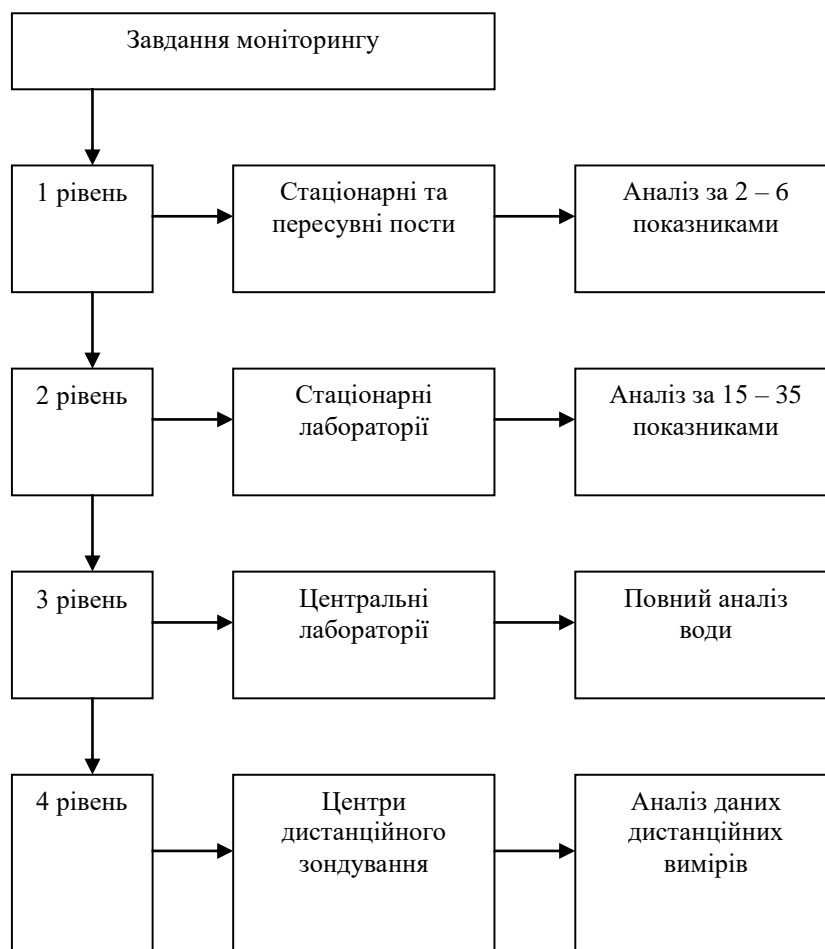 Завдання моніторингу
1 рівень
Стаціонарні та
пересувні пости
Аналіз за 2 – 6
показниками
2 рівень
Стаціонарні
лабораторії
Аналіз за 15 – 35
показниками
3 рівень
Центральні
лабораторії
Повний аналіз
води
4 рівень
Центри
дистанційного
зондування
Аналіз даних
дистанційних
вимірів